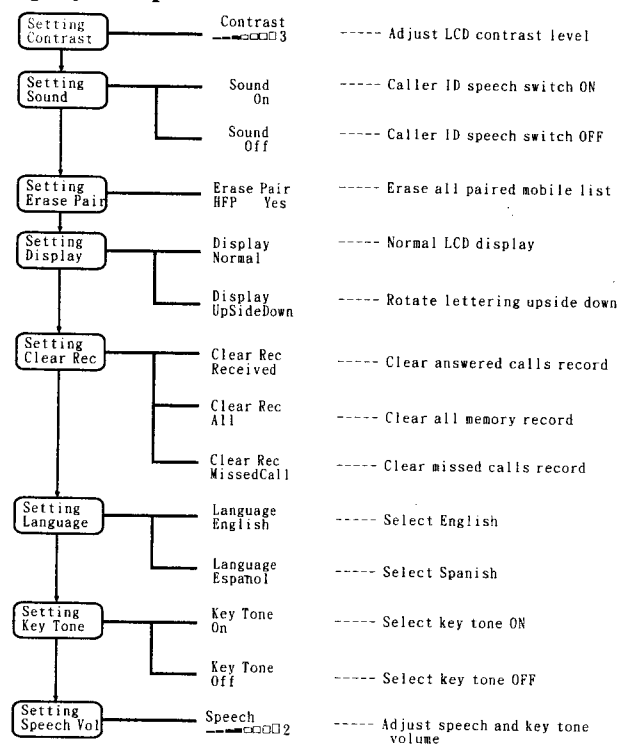 Setting
Contrast
Contrast
3
----- Adjust LCD contrast level
Setting
Sound
Sound
On
----- Caller ID speech switch ON
Sound
Off
----- Caller ID speech switch OFF
Setting
Erase Pair
Erase Pair
HFP Yes
----- Erase all paired mobile list
Setting
Display
Display
Normal
----- Normal LCD display
Display
UpSideDown
----- Rotate lettering upside down
Setting
Clear Rec
Clear Rec
Received
----- Clear answered calls record
Clear Rec
All
----- Clear all memory record
Clear Rec
MissedCall
----- Clear missed calls record
Setting
Language
Language
English
----- Select English
Language
Espanol
----- Select Spanish
Setting
Key Tone
Key Tone
On
----- Select key tone ON
Key Tone
Off
----- Select key tone OFF
Setting
Speech Vol
Speech
2
----- Adjust speech and key tone
volume